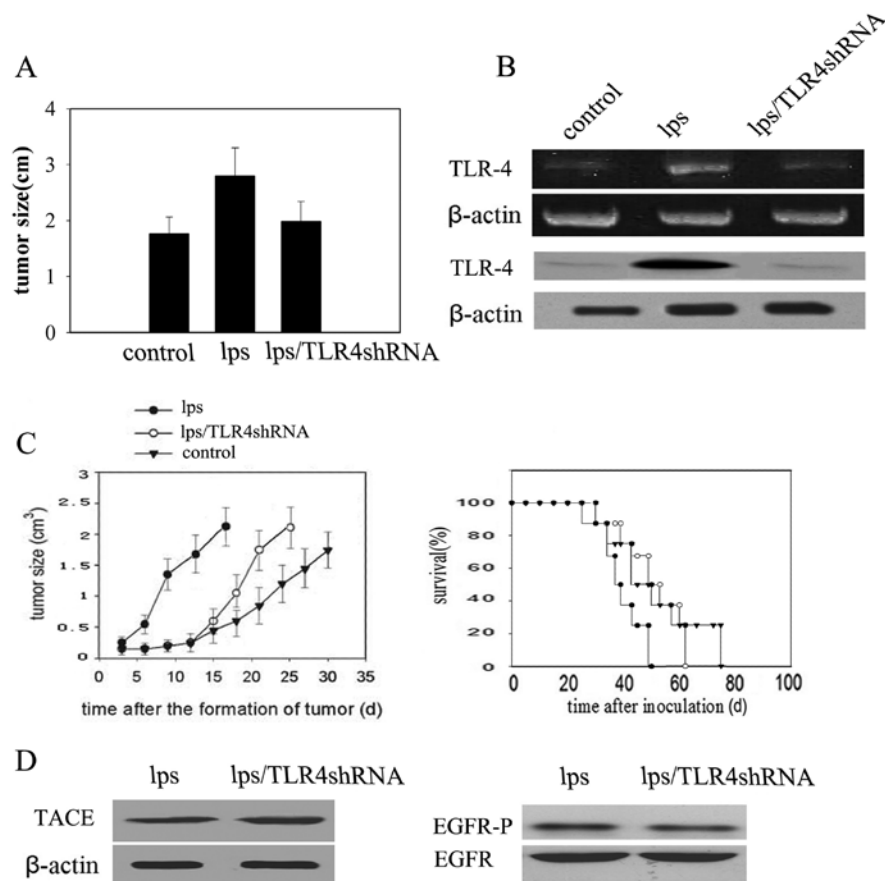 A
tumor size(cm)
4
3
2
1
0
control lps lps/TLR4shRNA
B
control lps lps/TLR4shRNA
TLR-4
β-actin
TLR-4
β-actin
C
lps
lps/TLR4shRNA
control
tumor size (cm³)
3
2.5
2
1.5
1
0.5
0
0 5 10 15 20 25 30 35
time after the formation of tumor (d)
survival(%)
100
80
60
40
20
0
0 20 40 60 80 100
time after inoculation (d)
D
lps lps/TLR4shRNA
TACE
β-actin
lps lps/TLR4shRNA
EGFR-P
EGFR